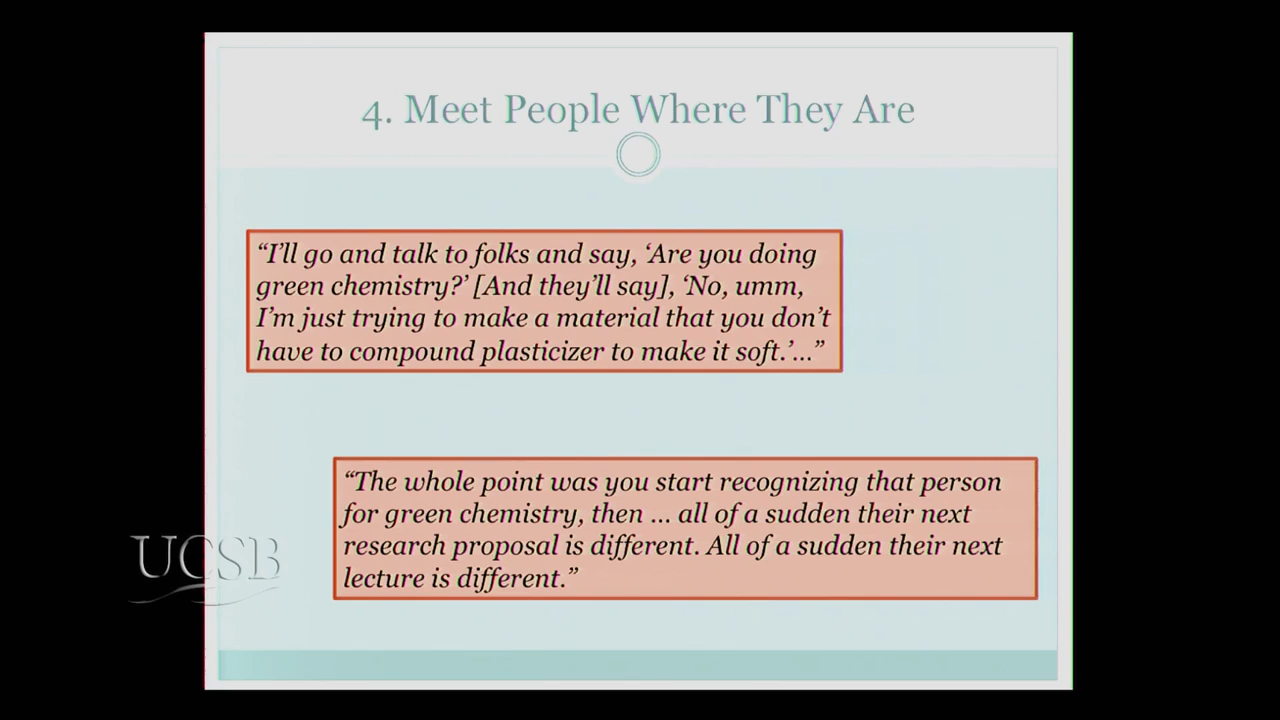 4. Meet People Where They Are
“I’ll go and talk to folks and say, ‘Are you doing
green chemistry?’ [And they’ll say], ‘No, umm,
I’m just trying to make a material that you don’t
have to compound plasticizer to make it soft.’...”
“The whole point was you start recognizing that person
for green chemistry, then ... all of a sudden their next
research proposal is different. All of a sudden their next
lecture is different.”
UCSB